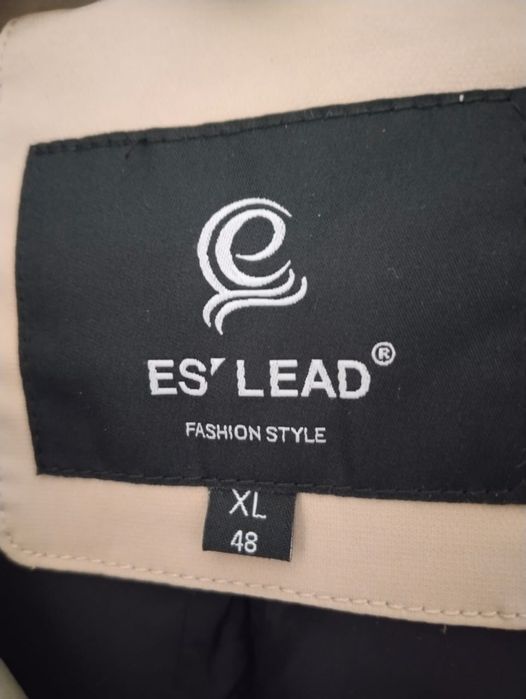 ES' LEAD®
FASHION STYLE
XL
48